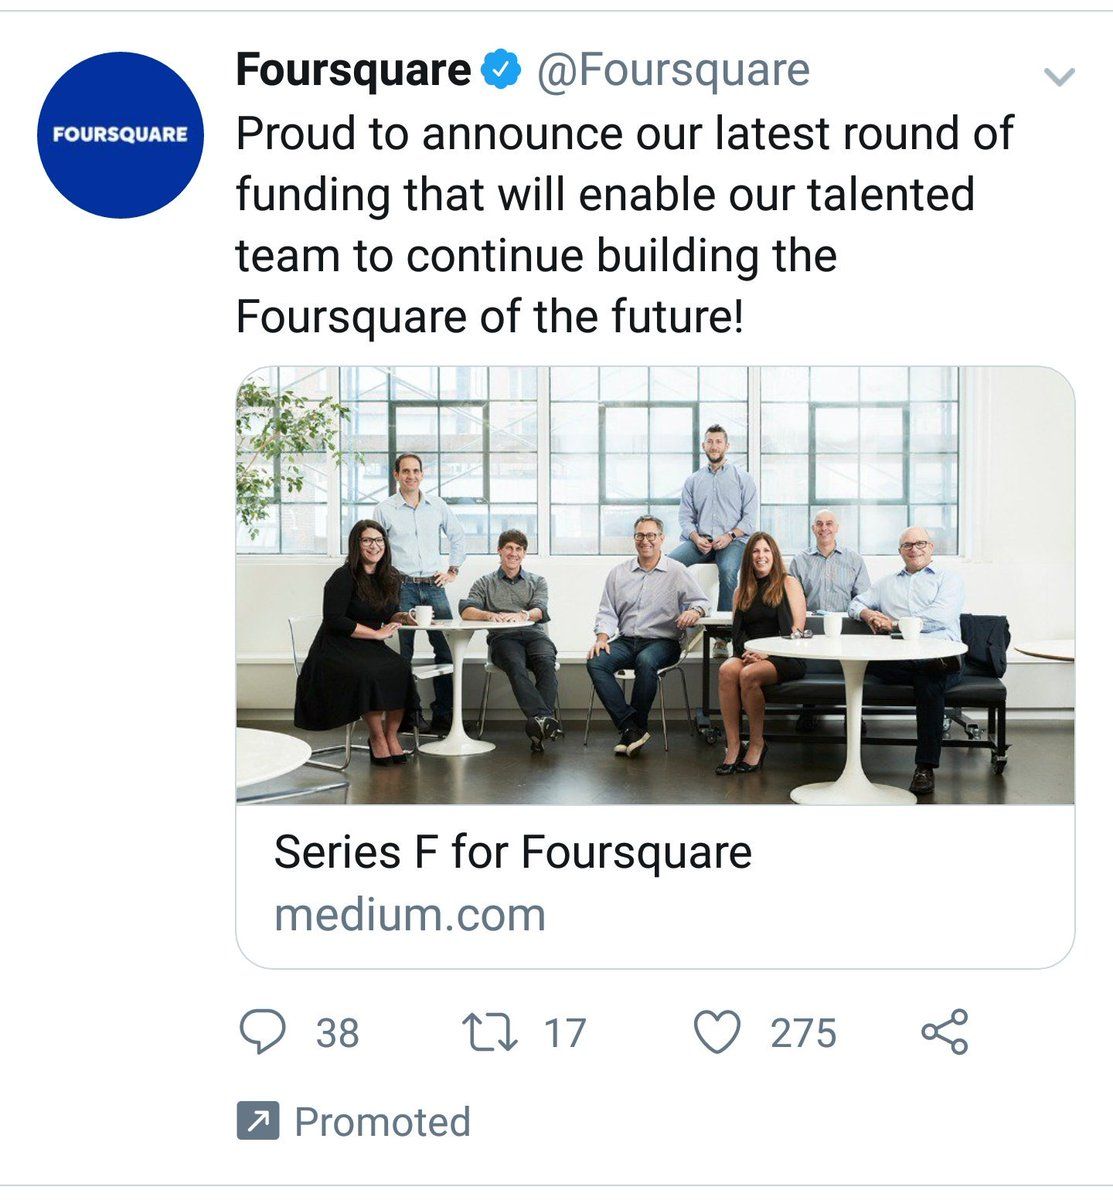 Foursquare @Foursquare
FOURSQUARE
Proud to announce our latest round of
funding that will enable our talented
team to continue building the
Foursquare of the future!
Series F for Foursquare
medium.com
38 17 275
Promoted